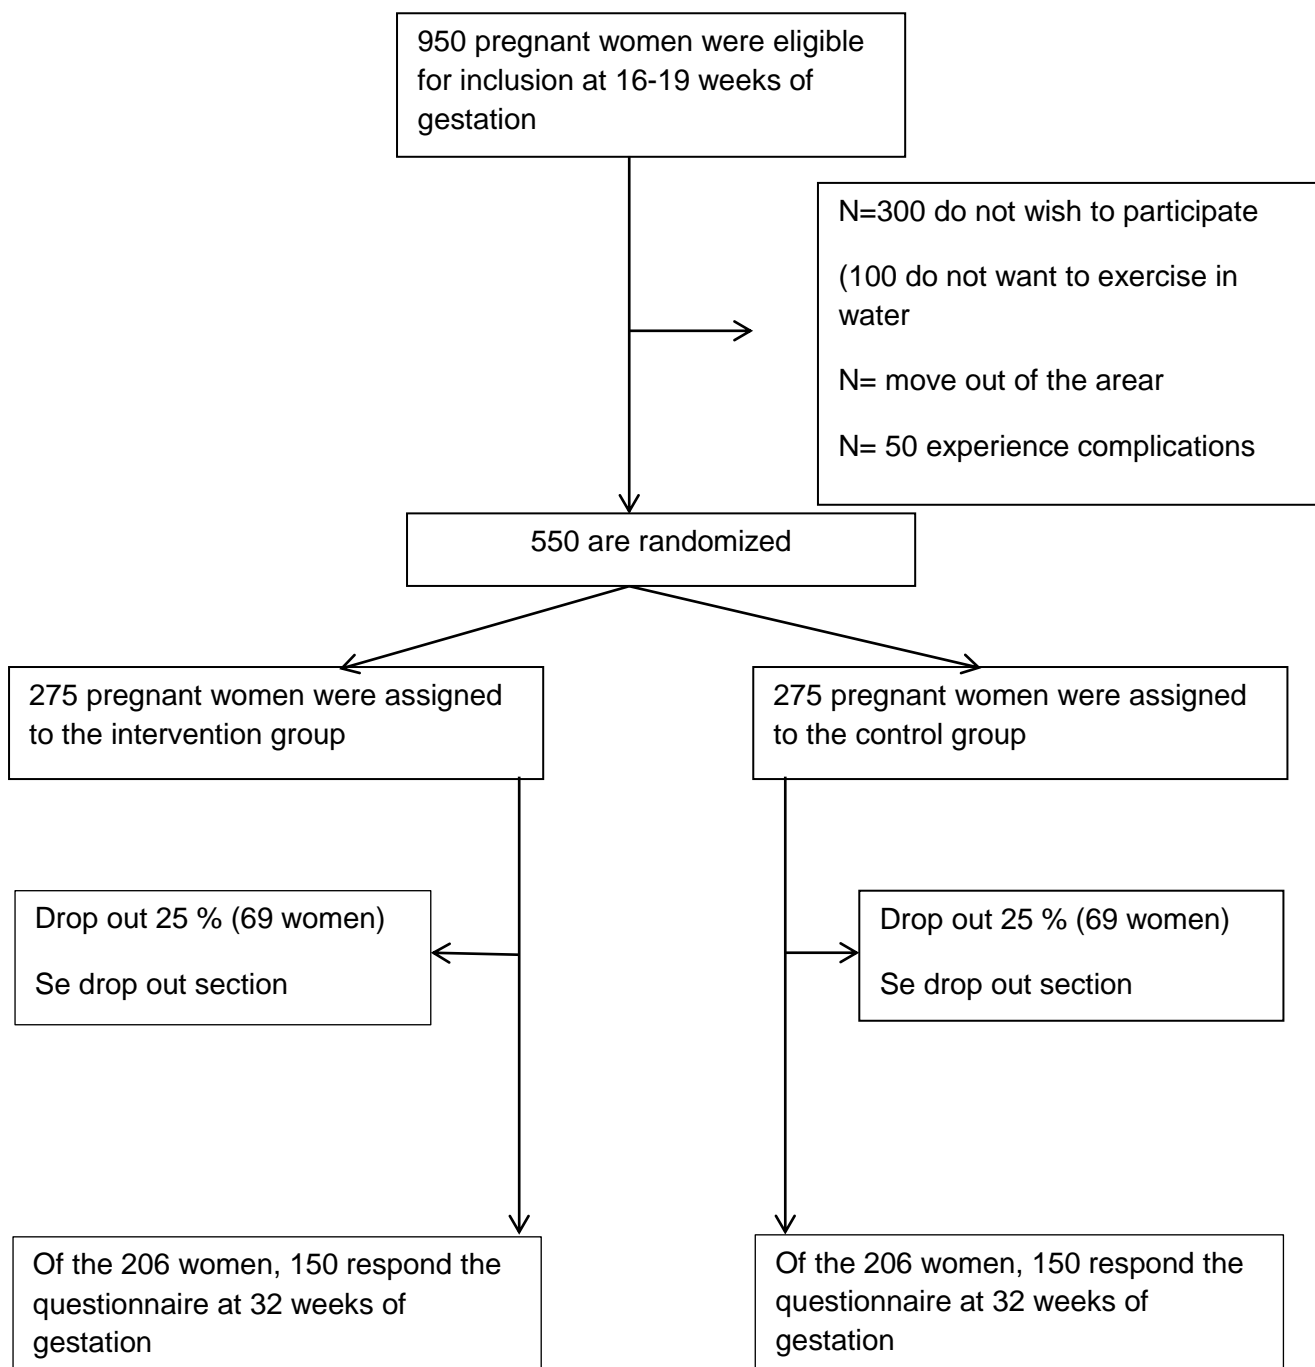 950 pregnant women were eligible
for inclusion at 16-19 weeks of
gestation
N=300 do not wish to participate
(100 do not want to exercise in
water
N= move out of the arear
N= 50 experience complications
550 are randomized
275 pregnant women were assigned
to the intervention group
275 pregnant women were assigned
to the control group
Drop out 25 % (69 women)
Se drop out section
Drop out 25 % (69 women)
Se drop out section
Of the 206 women, 150 respond the
questionnaire at 32 weeks of
gestation
Of the 206 women, 150 respond the
questionnaire at 32 weeks of
gestation